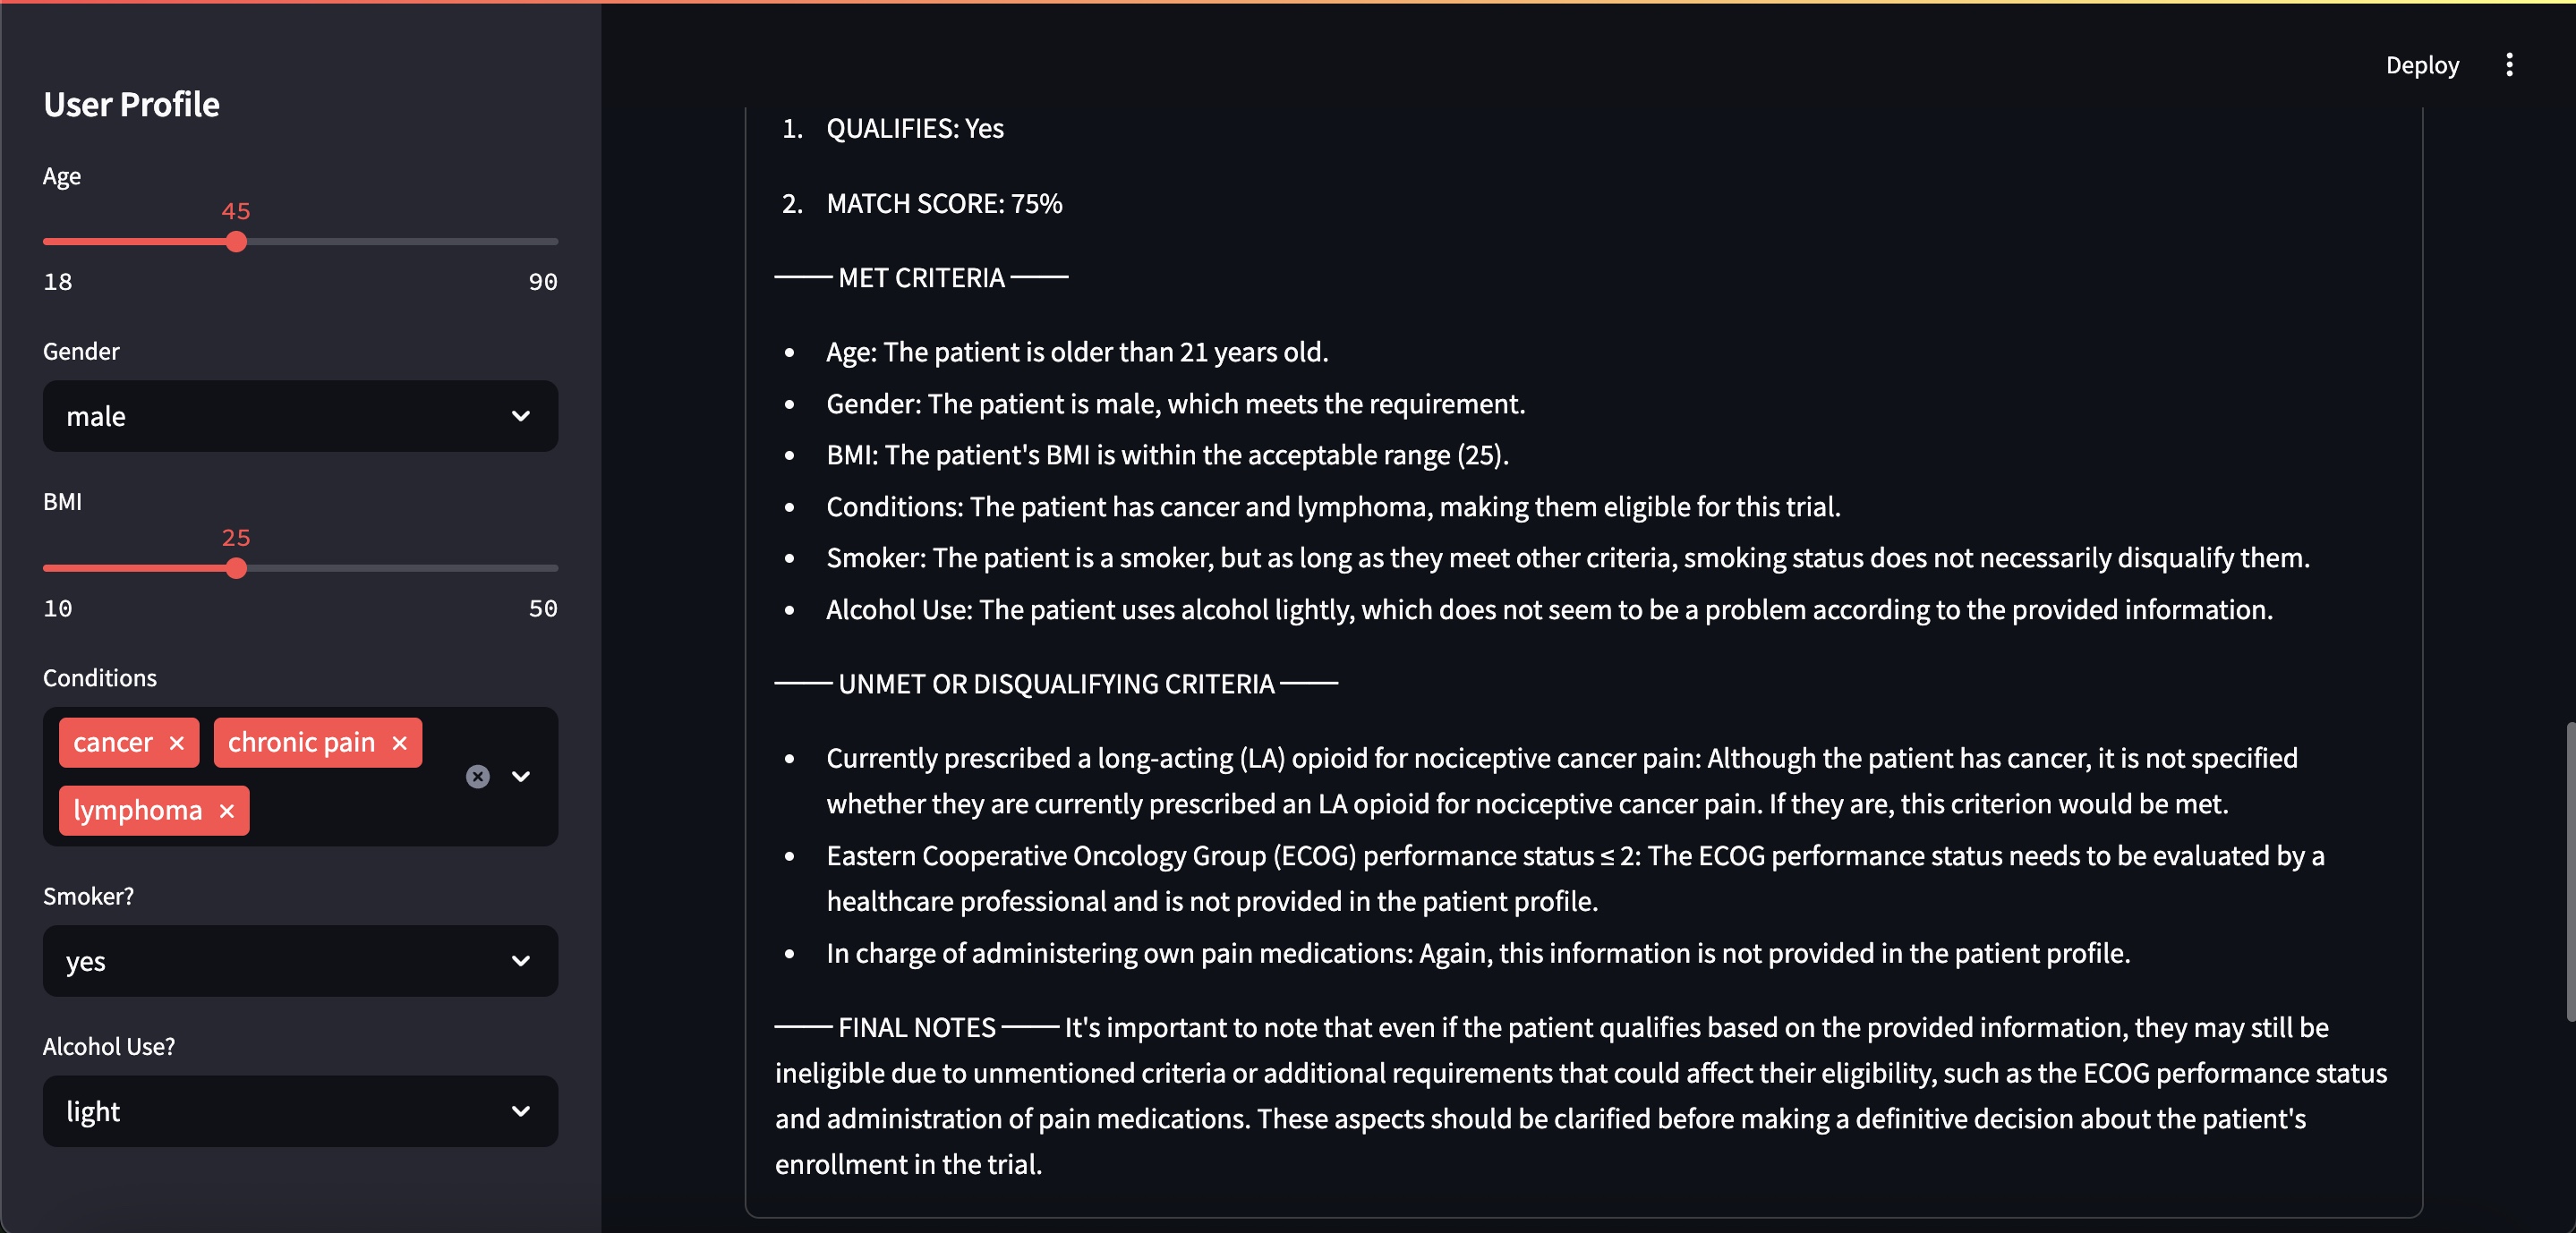 Deploy
User Profile
Age
45
18 90
Gender
male
BMI
25
10 50
Conditions
cancer × chronic pain ×
lymphoma ×
Smoker?
yes
Alcohol Use?
light
1. QUALIFIES: Yes
2. MATCH SCORE: 75%
—— MET CRITERIA ——
• Age: The patient is older than 21 years old.
• Gender: The patient is male, which meets the requirement.
• BMI: The patient's BMI is within the acceptable range (25).
• Conditions: The patient has cancer and lymphoma, making them eligible for this trial.
• Smoker: The patient is a smoker, but as long as they meet other criteria, smoking status does not necessarily disqualify them.
• Alcohol Use: The patient uses alcohol lightly, which does not seem to be a problem according to the provided information.
—— UNMET OR DISQUALIFYING CRITERIA ——
• Currently prescribed a long-acting (LA) opioid for nociceptive cancer pain: Although the patient has cancer, it is not specified
whether they are currently prescribed an LA opioid for nociceptive cancer pain. If they are, this criterion would be met.
• Eastern Cooperative Oncology Group (ECOG) performance status ≤ 2: The ECOG performance status needs to be evaluated by a
healthcare professional and is not provided in the patient profile.
• In charge of administering own pain medications: Again, this information is not provided in the patient profile.
—— FINAL NOTES —— It's important to note that even if the patient qualifies based on the provided information, they may still be
ineligible due to unmentioned criteria or additional requirements that could affect their eligibility, such as the ECOG performance status
and administration of pain medications. These aspects should be clarified before making a definitive decision about the patient's
enrollment in the trial.